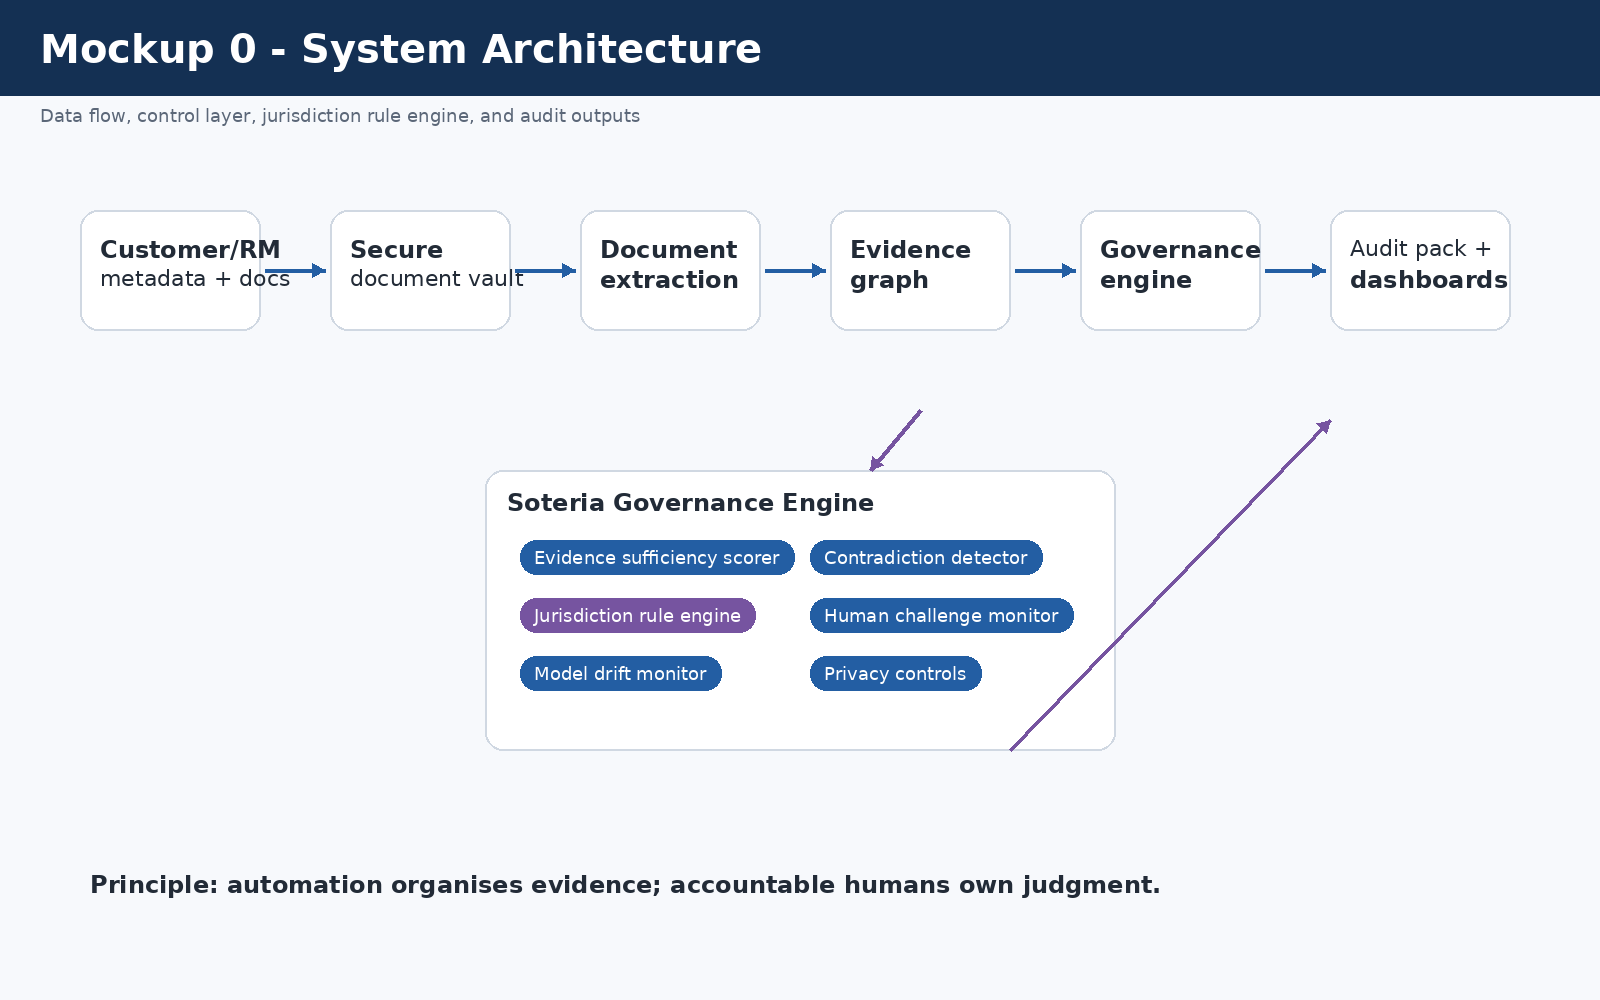 Mockup 0 - System Architecture
Data flow, control layer, jurisdiction rule engine, and audit outputs
Customer/RM
metadata + docs
Secure
document vault
Document
extraction
Evidence
graph
Governance
engine
Audit pack +
dashboards
Soteria Governance Engine
Evidence sufficiency scorer
Contradiction detector
Jurisdiction rule engine
Human challenge monitor
Model drift monitor
Privacy controls
Principle: automation organises evidence; accountable humans own judgment.